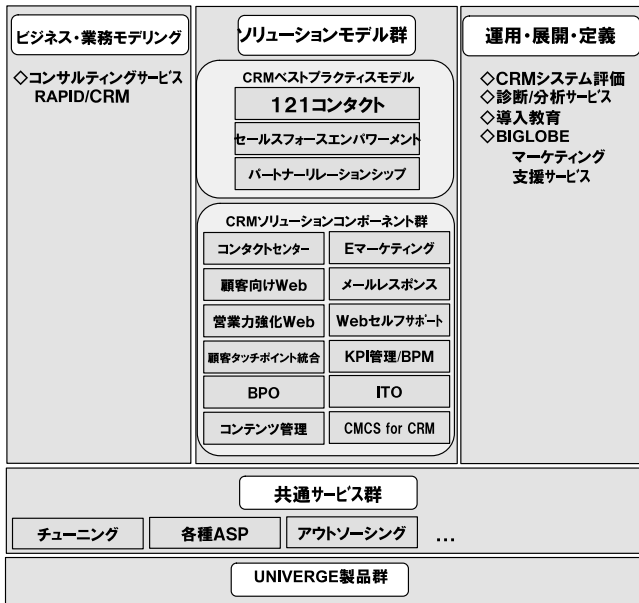 ビジネス・業務モデリング
◇コンサルティングサービス
RAPID/CRM
ソリューションモデル群
CRMベストプラクティスモデル
121コンタクト
セールスフォースエンパワーメント
パートナーリレーションシップ
CRMソリューションコンポーネント群
コンタクトセンター
Eマーケティング
顧客向けWeb
メールレスポンス
営業力強化Web
Webセルフサポート
顧客タッチポイント統合
KPI管理/BPM
BPO
ITO
コンテンツ管理
CMCS for CRM
運用・展開・定義
◇CRMシステム評価
◇診断/分析サービス
◇導入教育
◇BIGLOBE
マーケティング
支援サービス
共通サービス群
チューニング
各種ASP
アウトソーシング
…
UNIVERGE製品群